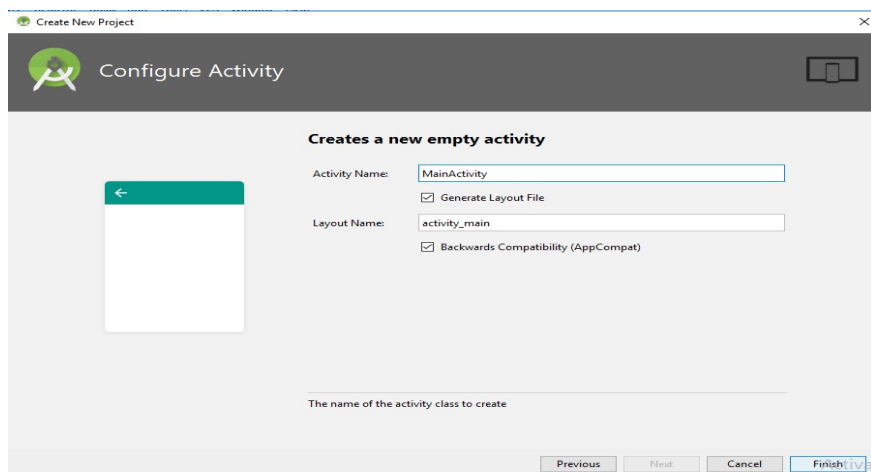 Create New Project
Configure Activity
Creates a new empty activity
Activity Name: MainActivity
Generate Layout File
Layout Name: activity_main
Backwards Compatibility (AppCompat)
The name of the activity class to create
Previous Next Cancel Finish